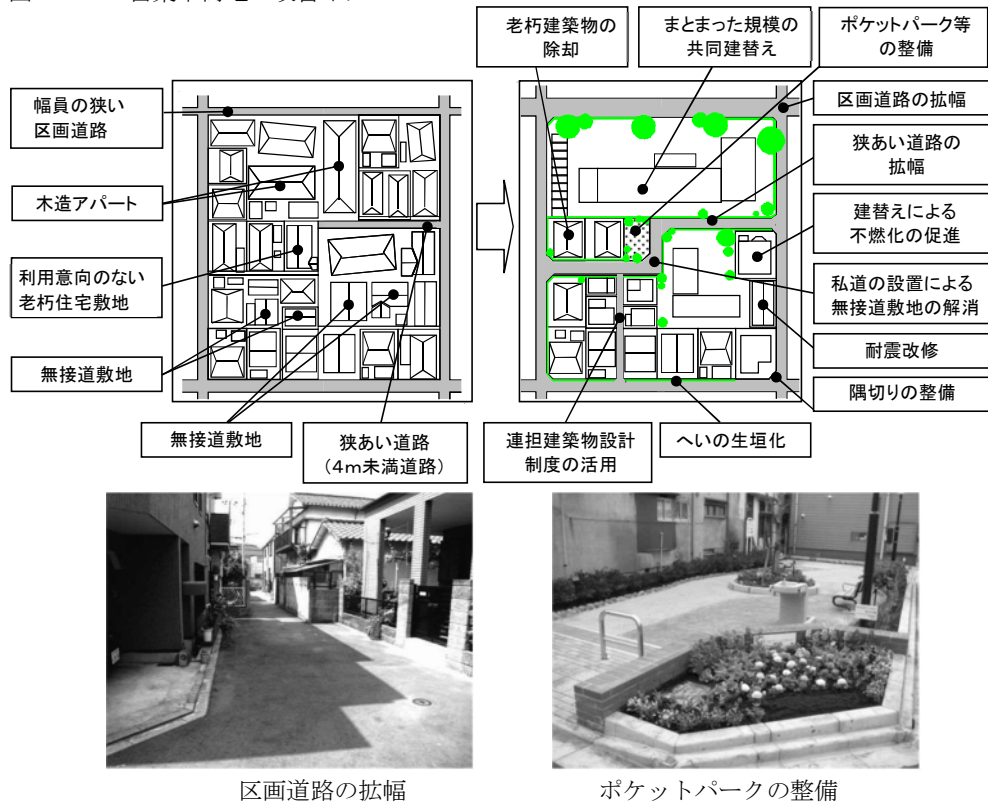 老朽建築物の
除却
まとまった規模の
共同建替え
ポケットパーク等
の整備
幅員の狭い
区画道路
木造アパート
利用意向のない
老朽住宅敷地
無接道敷地
無接道敷地
狭あい道路
(4m未満道路)
区画道路の拡幅
狭あい道路の
拡幅
建替えによる
不燃化の促進
私道の設置による
無接道敷地の解消
耐震改修
隅切りの整備
連担建築物設計
制度の活用
へいの生垣化
区画道路の拡幅
ポケットパークの整備